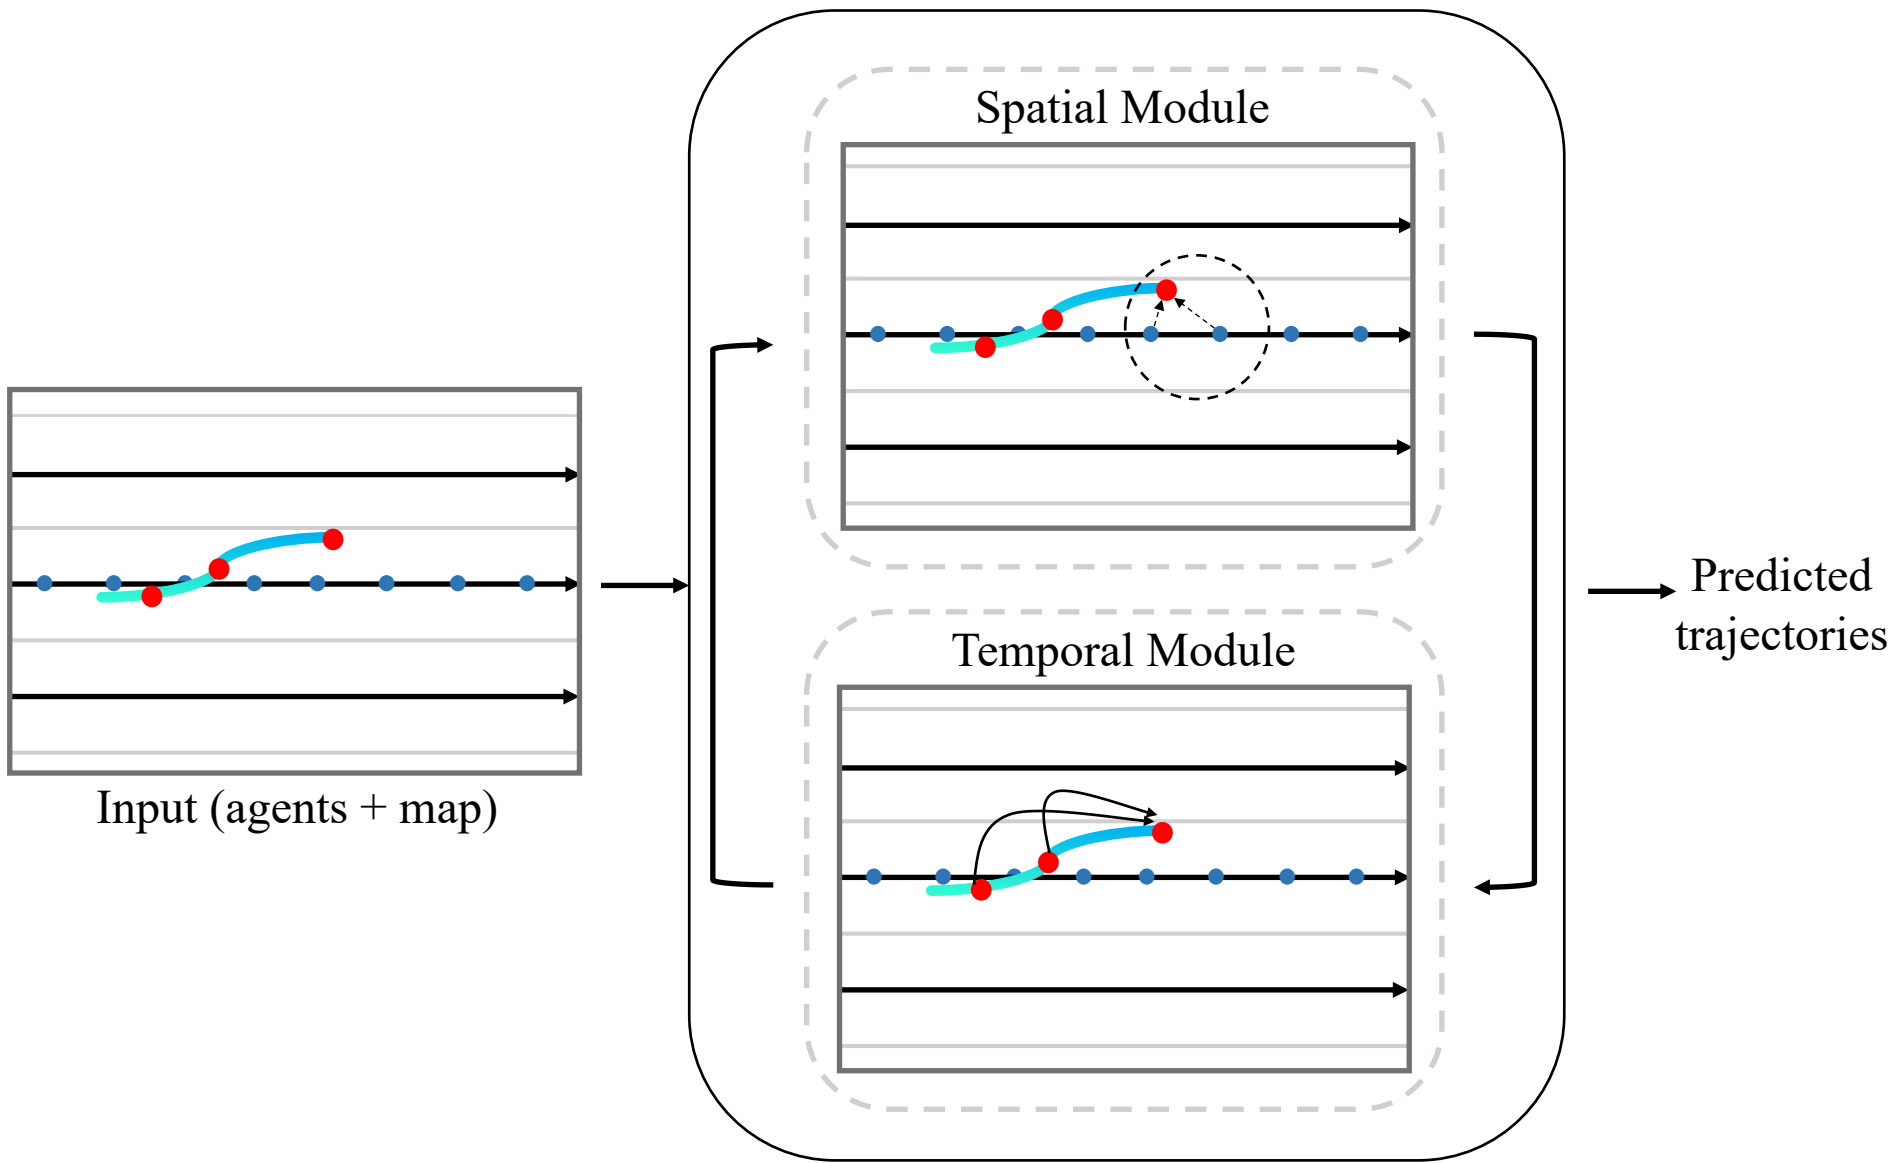 Spatial Module
Temporal Module
Input (agents + map)
Predicted
trajectories